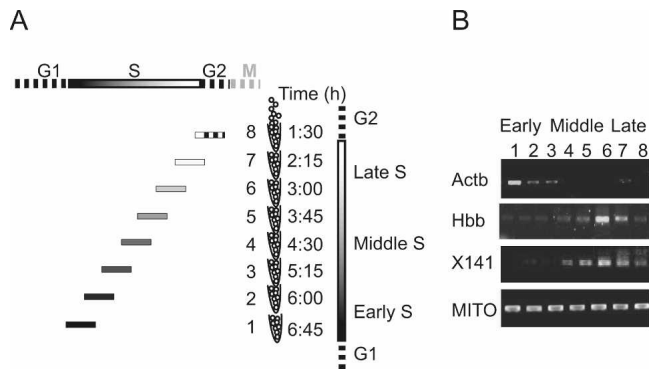 A
G1 S G2 M
Time (h)
G2
8 1:30
7 2:15
Late S
6 3:00
5 3:45
4 4:30
Middle S
3 5:15
2 6:00
Early S
1 6:45
G1
B
Early Middle Late
1 2 3 4 5 6 7 8
Actb
Hbb
X141
MITO